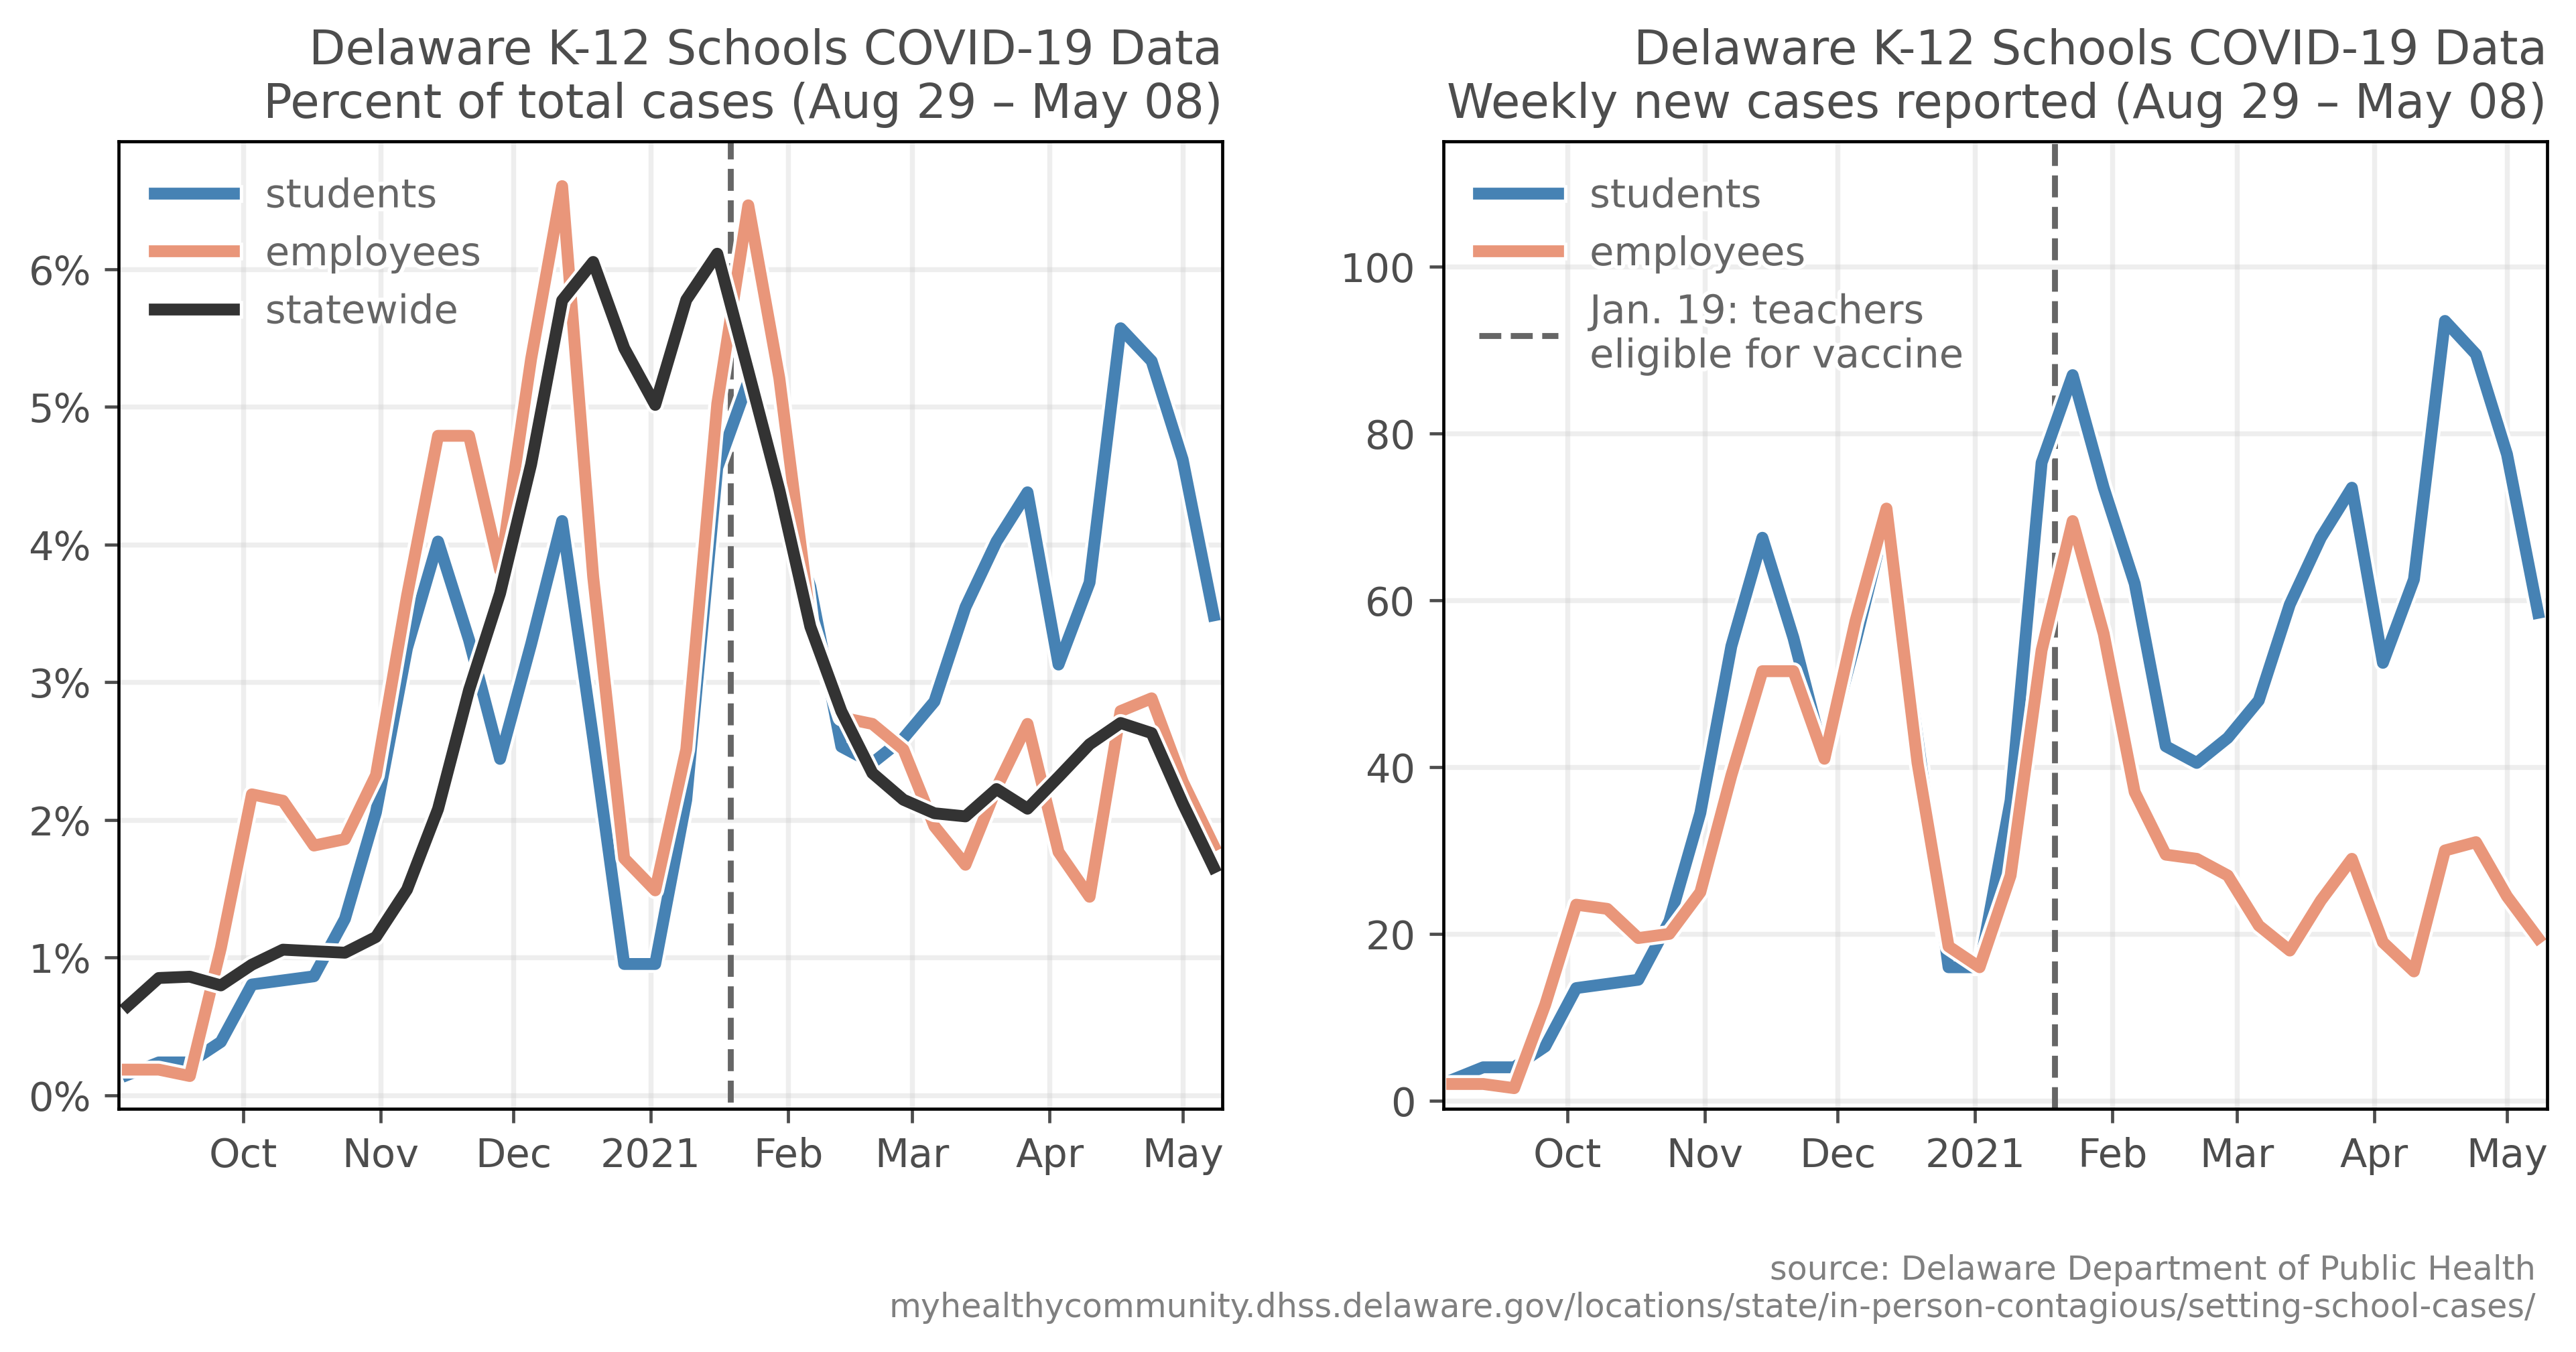 Delaware K-12 Schools COVID-19 Data
Percent of total cases (Aug 29 – May 08)
students
employees
statewide
6%
5%
4%
3%
2%
1%
0%
Oct Nov Dec 2021 Feb Mar Apr May
Delaware K-12 Schools COVID-19 Data
Weekly new cases reported (Aug 29 – May 08)
students
employees
Jan. 19: teachers
eligible for vaccine
100
80
60
40
20
0
Oct Nov Dec 2021 Feb Mar Apr May
source: Delaware Department of Public Health
myhealthycommunity.dhss.delaware.gov/locations/state/in-person-contagious/setting-school-cases/